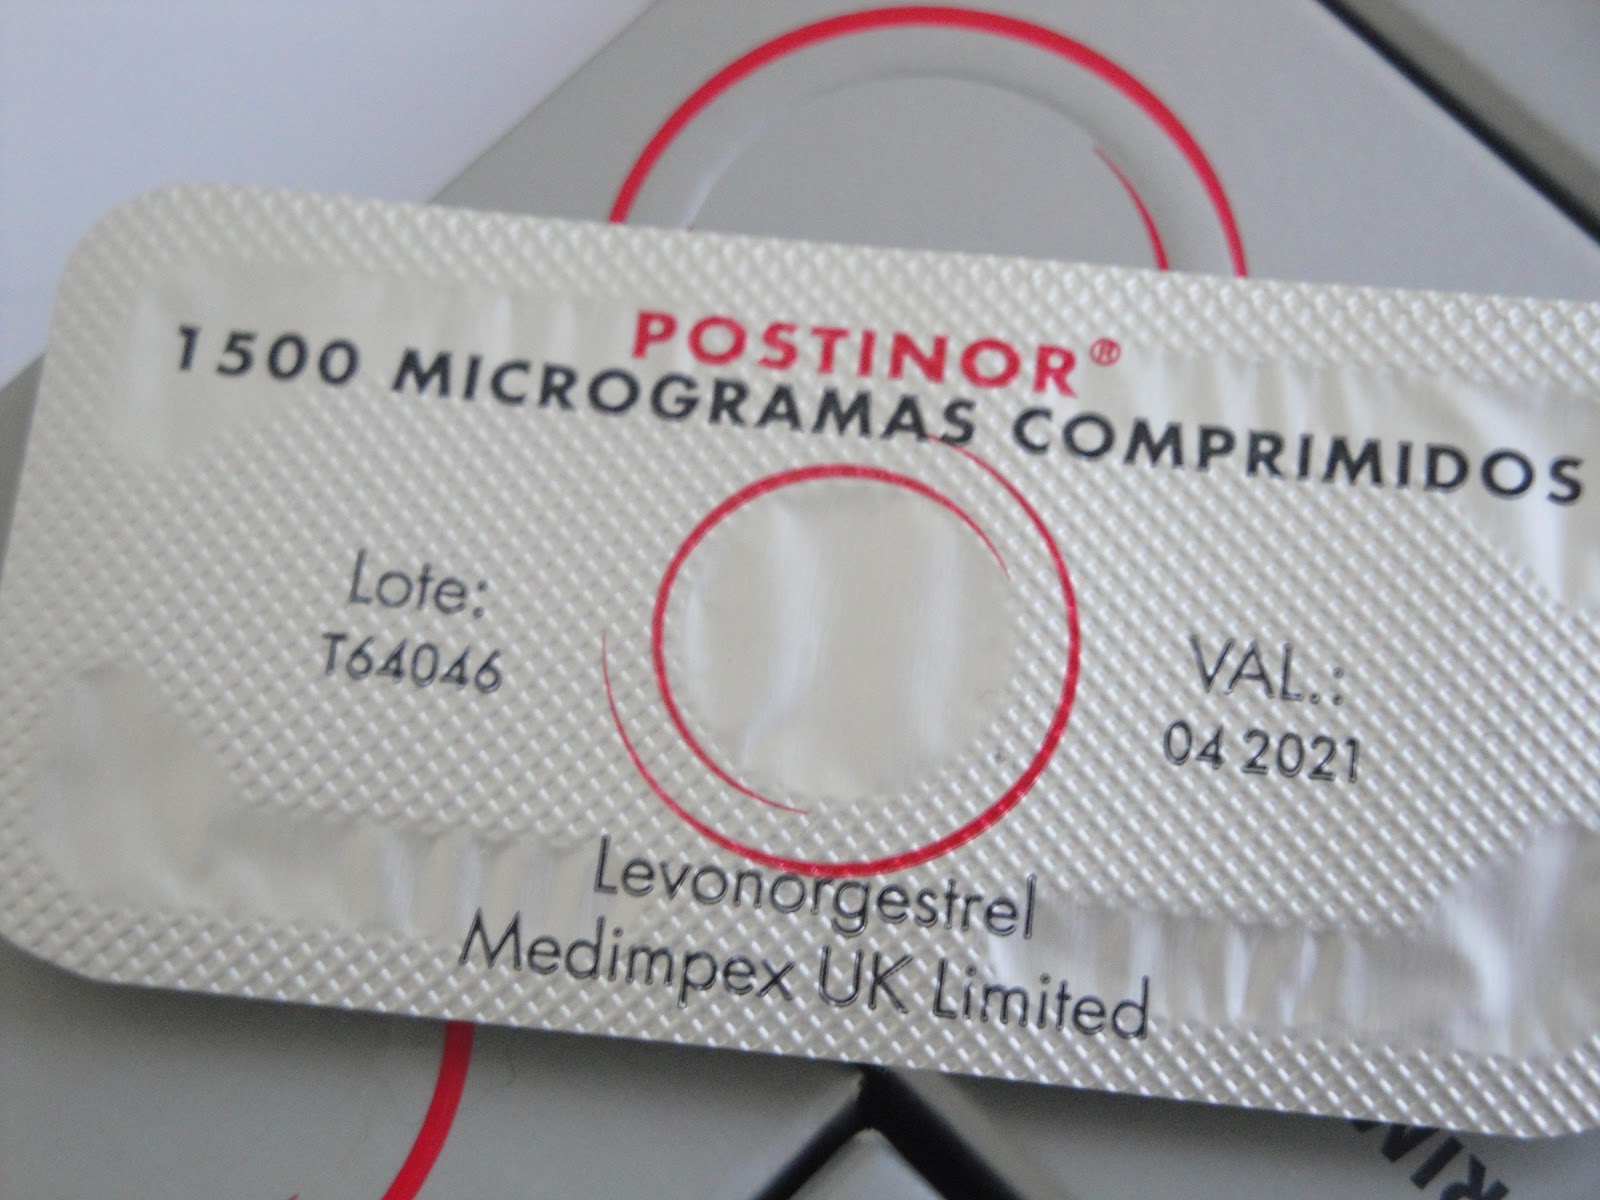 POSTINOR®
1500 MICROGRAMAS COMPRIMIDOS
Lote:
T64046
VAL.:
04 2021
Levonorgestrel
Medimpex UK Limited